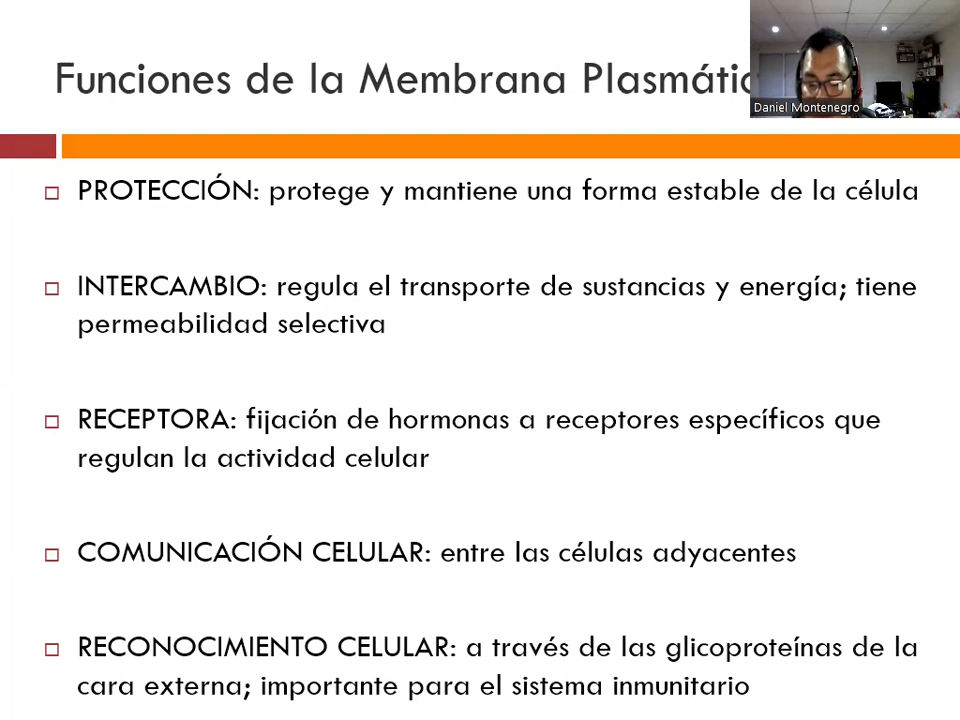 Funciones de la Membrana Plasmátic
Daniel Montenegro
PROTECCIÓN: protege y mantiene una forma estable de la célula
INTERCAMBIO: regula el transporte de sustancias y energía; tiene
permeabilidad selectiva
RECEPTORA: fijación de hormonas a receptores específicos que
regulan la actividad celular
COMUNICACIÓN CELULAR: entre las células adyacentes
RECONOCIMIENTO CELULAR: a través de las glicoproteínas de la
cara externa; importante para el sistema inmunitario